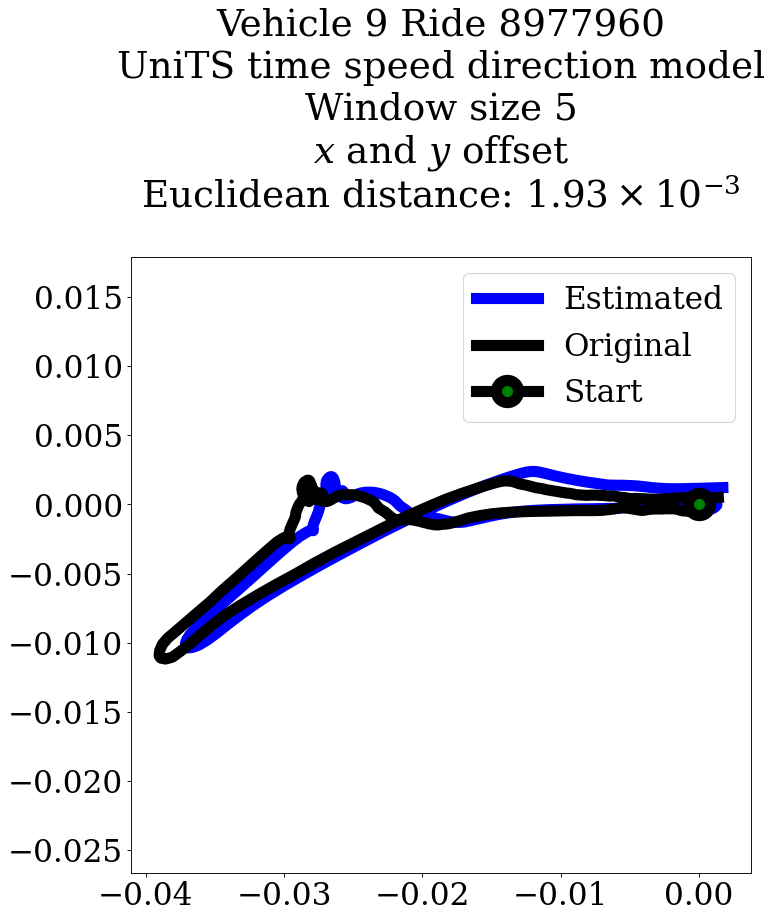 Vehicle 9 Ride 8977960
UniTS time speed direction model
Window size 5
x and y offset
Euclidean distance: 1.93 × 10⁻³
Estimated
Original
Start
0.015
0.010
0.005
0.000
−0.005
−0.010
−0.015
−0.020
−0.025
−0.04 −0.03 −0.02 −0.01 0.00